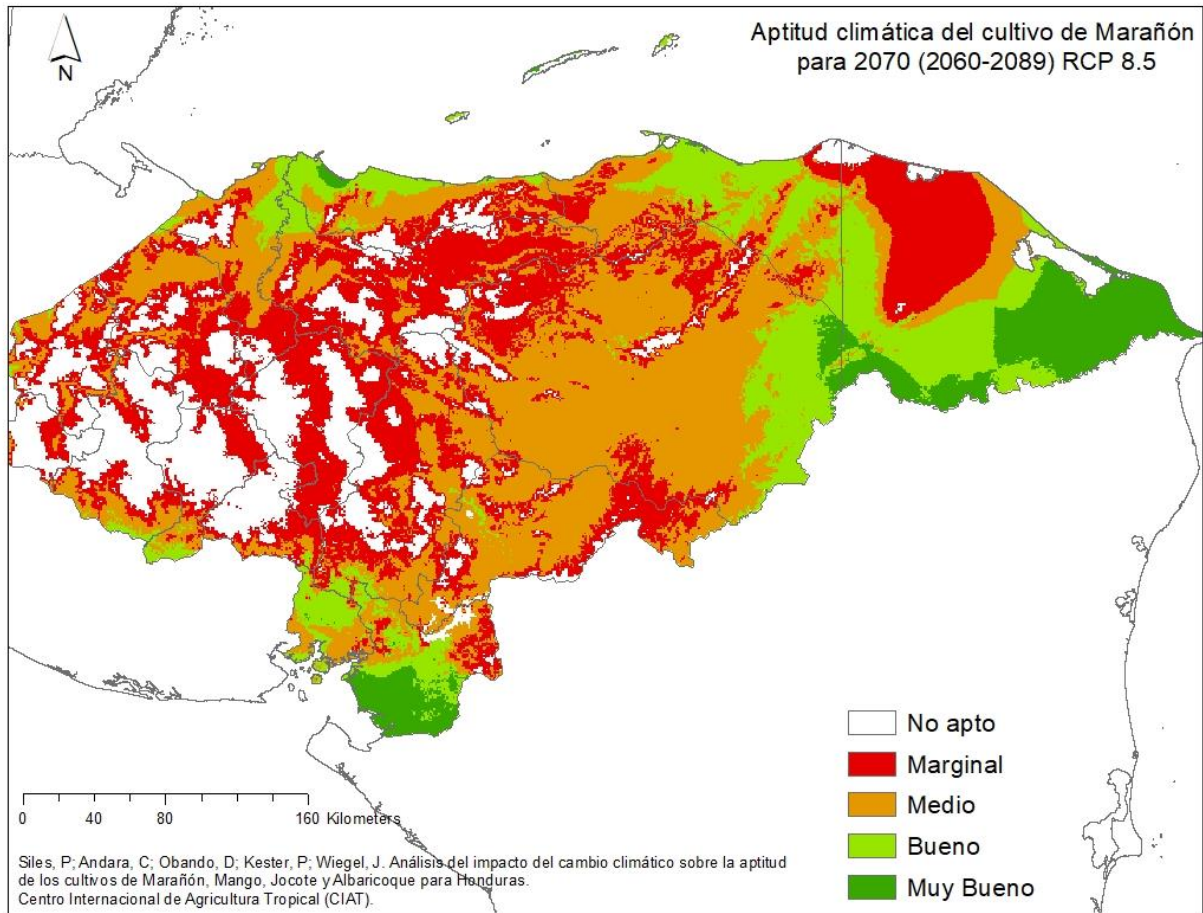 Aptitud climática del cultivo de Marañón
para 2070 (2060-2089) RCP 8.5
N
No apto
Marginal
Medio
Bueno
Muy Bueno
0 40 80 160 Kilometers
Siles, P; Andara, C; Obando, D; Kester, P; Wiegel, J. Análisis del impacto del cambio climático sobre la aptitud
de los cultivos de Marañón, Mango, Jocote y Albaricoque para Honduras.
Centro Internacional de Agricultura Tropical (CIAT).